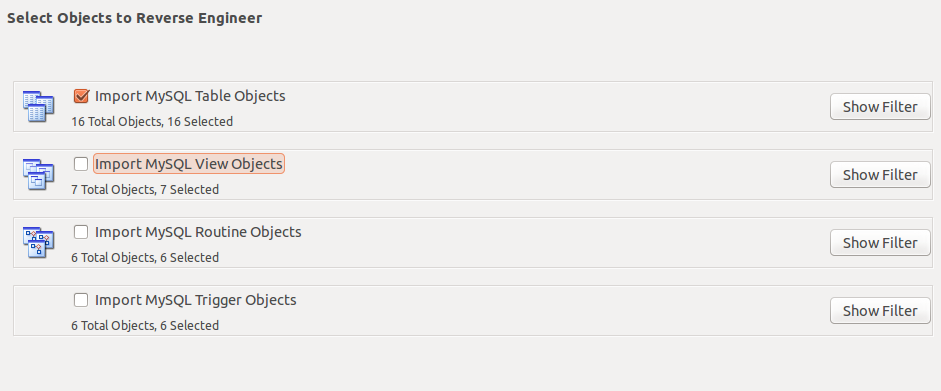 Select Objects to Reverse Engineer
Import MySQL Table Objects
Show Filter
16 Total Objects, 16 Selected
Import MySQL View Objects
Show Filter
7 Total Objects, 7 Selected
Import MySQL Routine Objects
Show Filter
6 Total Objects, 6 Selected
Import MySQL Trigger Objects
Show Filter
6 Total Objects, 6 Selected